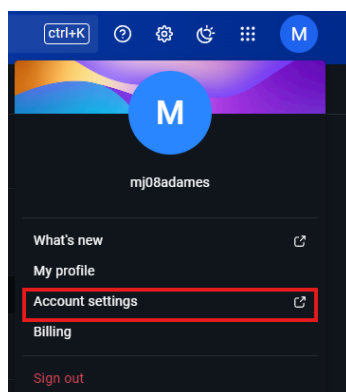 ctrl+K
M
M
mj08adames
What's new
My profile
Account settings
Billing
Sign out